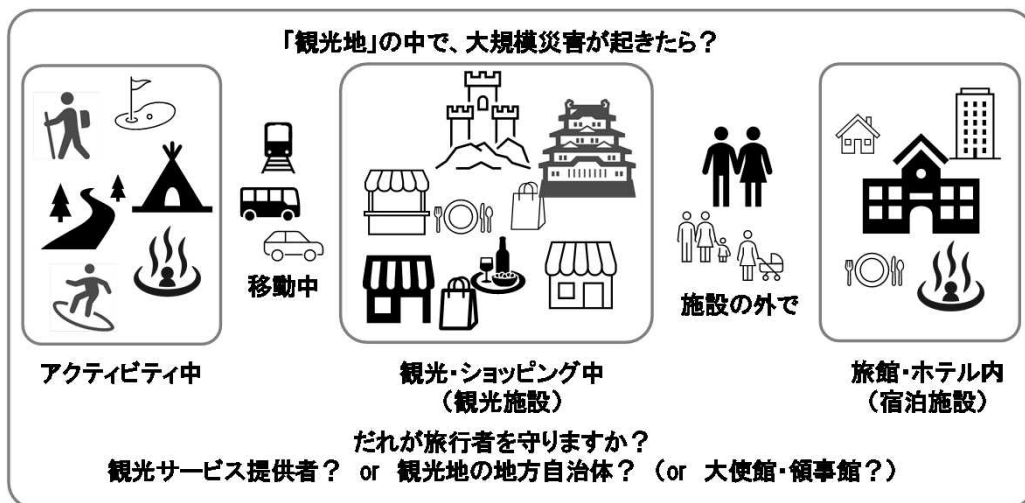 「観光地」の中で、大規模災害が起きたら？
移動中
施設の外で
アクティビティ中
観光・ショッピング中
（観光施設）
旅館・ホテル内
（宿泊施設）
だれが旅行者を守りますか？
観光サービス提供者？ or 観光地の地方自治体？ （or 大使館・領事館？）